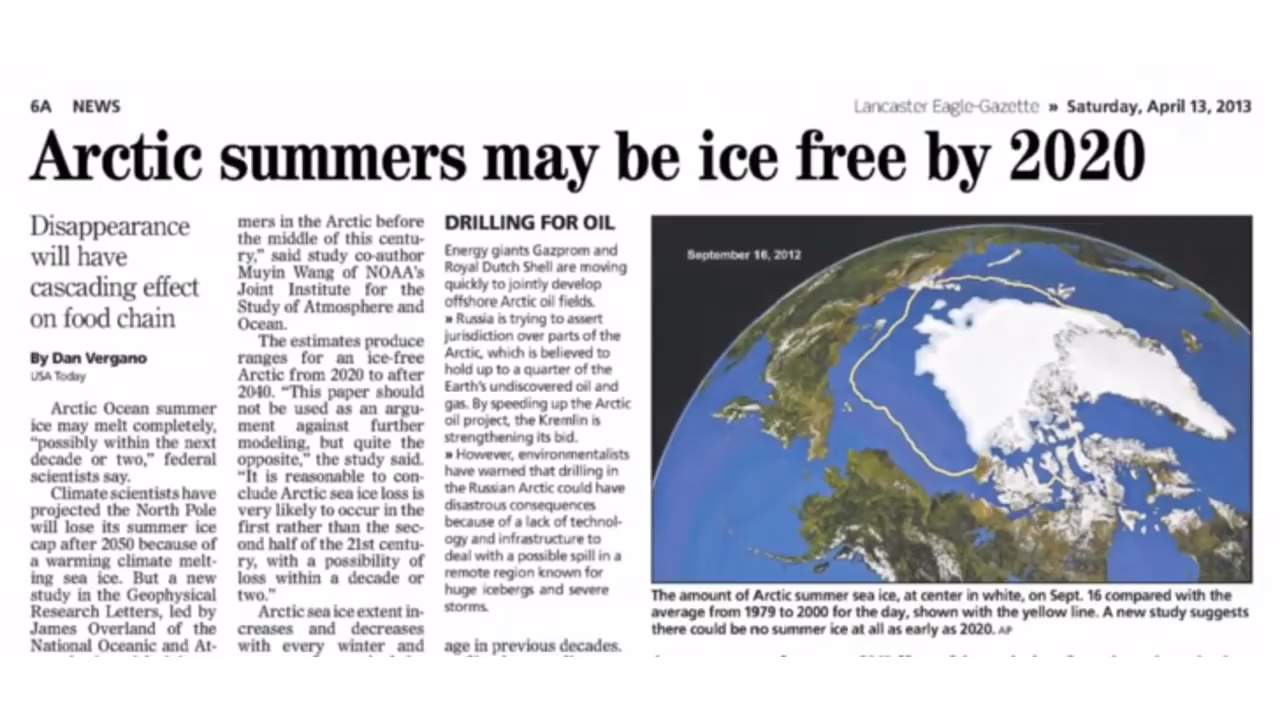 6A NEWS
Lancaster Eagle-Gazette » Saturday, April 13, 2013
Arctic summers may be ice free by 2020
Disappearance
will have
cascading effect
on food chain
By Dan Vergano
USA Today
Arctic Ocean summer
ice may melt completely,
“possibly within the next
decade or two,” federal
scientists say.
Climate scientists have
projected the North Pole
will lose its summer ice
cap after 2050 because of
a warming climate melt-
ing sea ice. But a new
study in the Geophysical
Research Letters, led by
James Overland of the
National Oceanic and At-
mers in the Arctic before
the middle of this centu-
ry,” said study co-author
Muyin Wang of NOAA’s
Joint Institute for the
Study of Atmosphere and
Ocean.
The estimates produce
ranges for an ice-free
Arctic from 2020 to after
2040. “This paper should
not be used as an argu-
ment against further
modeling, but quite the
opposite,” the study said.
“It is reasonable to con-
clude Arctic sea ice loss is
very likely to occur in the
first rather than the sec-
ond half of the 21st centu-
ry, with a possibility of
loss within a decade or
two.”
Arctic sea ice extent in-
creases and decreases
with every winter and
DRILLING FOR OIL
Energy giants Gazprom and
Royal Dutch Shell are moving
quickly to jointly develop
offshore Arctic oil fields.
» Russia is trying to assert
jurisdiction over parts of the
Arctic, which is believed to
hold up to a quarter of the
Earth’s undiscovered oil and
gas. By speeding up the Arctic
oil project, the Kremlin is
strengthening its bid.
» However, environmentalists
have warned that drilling in
the Russian Arctic could have
disastrous consequences
because of a lack of technol-
ogy and infrastructure to
deal with a possible spill in a
remote region known for
huge icebergs and severe
storms.
age in previous decades.
September 16, 2012
The amount of Arctic summer sea ice, at center in white, on Sept. 16 compared with the
average from 1979 to 2000 for the day, shown with the yellow line. A new study suggests
there could be no summer ice at all as early as 2020. AP